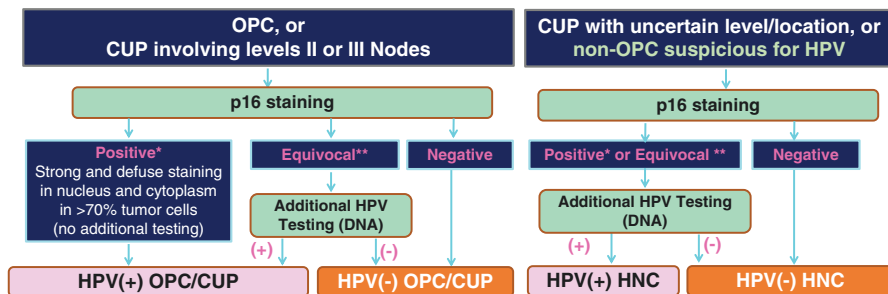 OPC, or
CUP involving levels II or III Nodes
p16 staining
Positive*
Strong and defuse staining
in nucleus and cytoplasm
in >70% tumor cells
(no additional testing)
Equivocal**
Negative
Additional HPV
Testing (DNA)
(+)
(-)
HPV(+) OPC/CUP
HPV(-) OPC/CUP
CUP with uncertain level/location, or
non-OPC suspicious for HPV
p16 staining
Positive* or Equivocal **
Negative
Additional HPV Testing
(DNA)
(+)
(-)
HPV(+) HNC
HPV(-) HNC